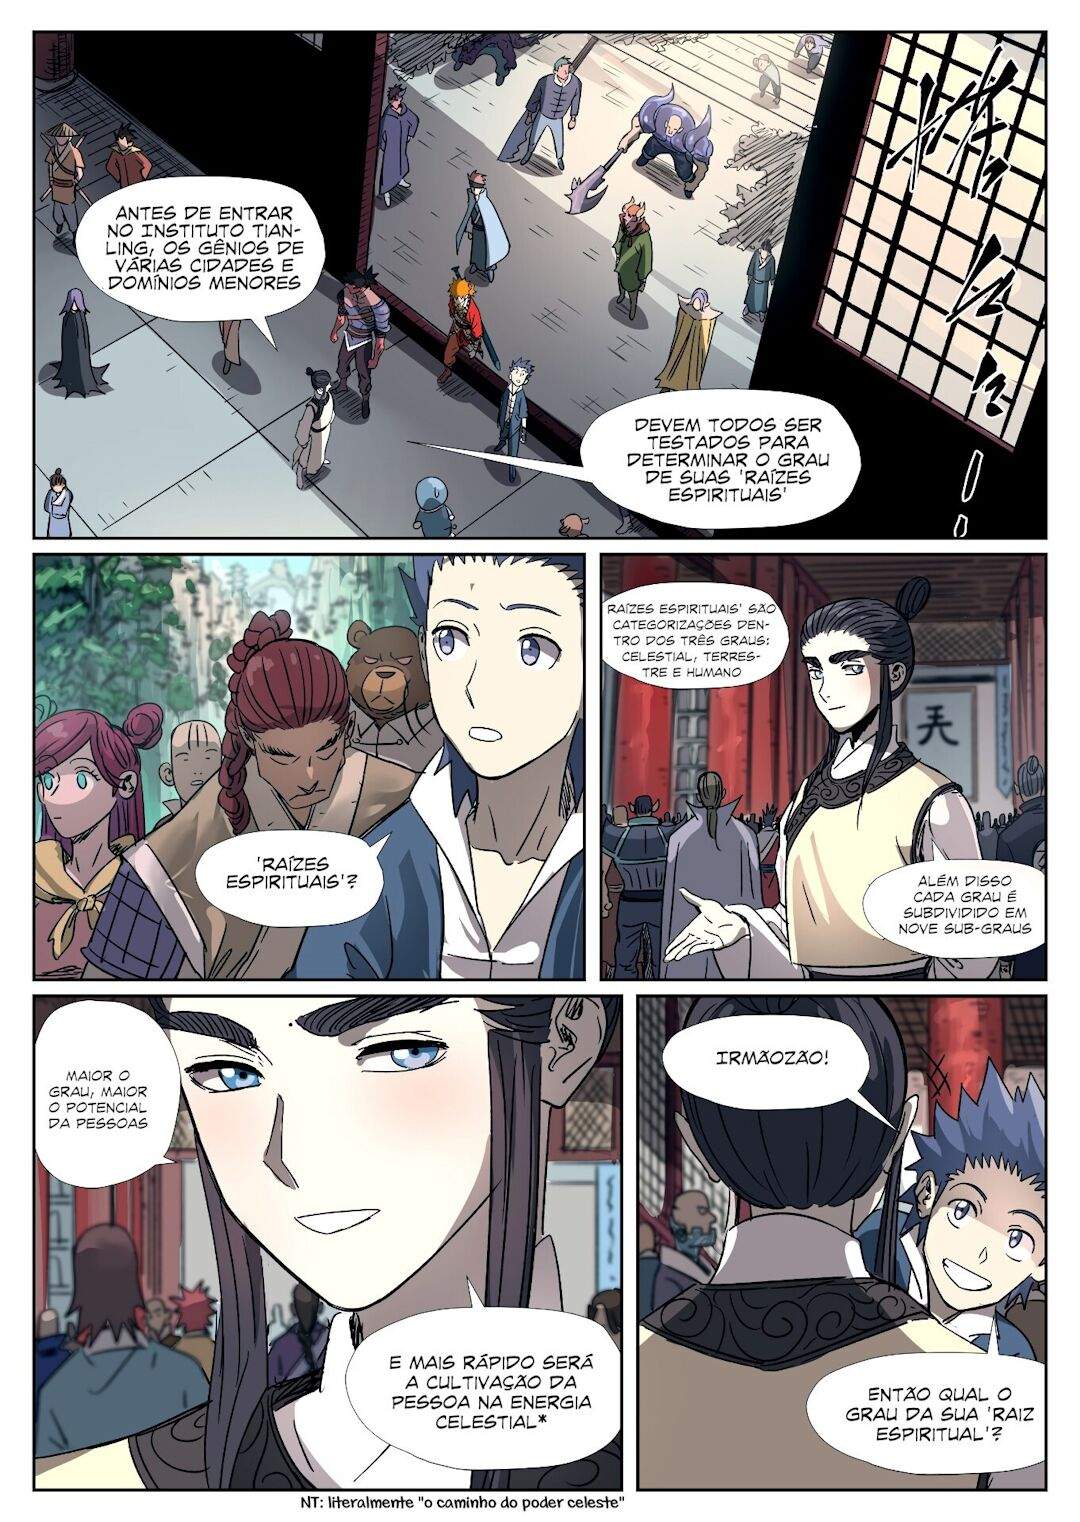 ANTES DE ENTRAR
NO INSTITUTO TIAN-
LING, OS GÊNIOS DE
VÁRIAS CIDADES E
DOMÍNIOS MENORES
DEVEM TODOS SER
TESTADOS PARA
DETERMINAR O GRAU
DE SUAS 'RAÍZES
ESPIRITUAIS'
'RAÍZES
ESPIRITUAIS'?
RAÍZES ESPIRITUAIS' SÃO
CATEGORIZAÇÕES DEN-
TRO DOS TRÊS GRAUS:
CELESTIAL, TERRES-
TRE E HUMANO
ALÉM DISSO
CADA GRAU É
SUBDIVIDIDO EM
NOVE SUB-GRAUS
MAIOR O
GRAU, MAIOR
O POTENCIAL
DA PESSOAS
E MAIS RÁPIDO SERÁ
A CULTIVAÇÃO DA
PESSOA NA ENERGIA
CELESTIAL*
IRMÃOZÃO!
ENTÃO QUAL O
GRAU DA SUA 'RAIZ
ESPIRITUAL'?
NT: literalmente "o caminho do poder celeste"